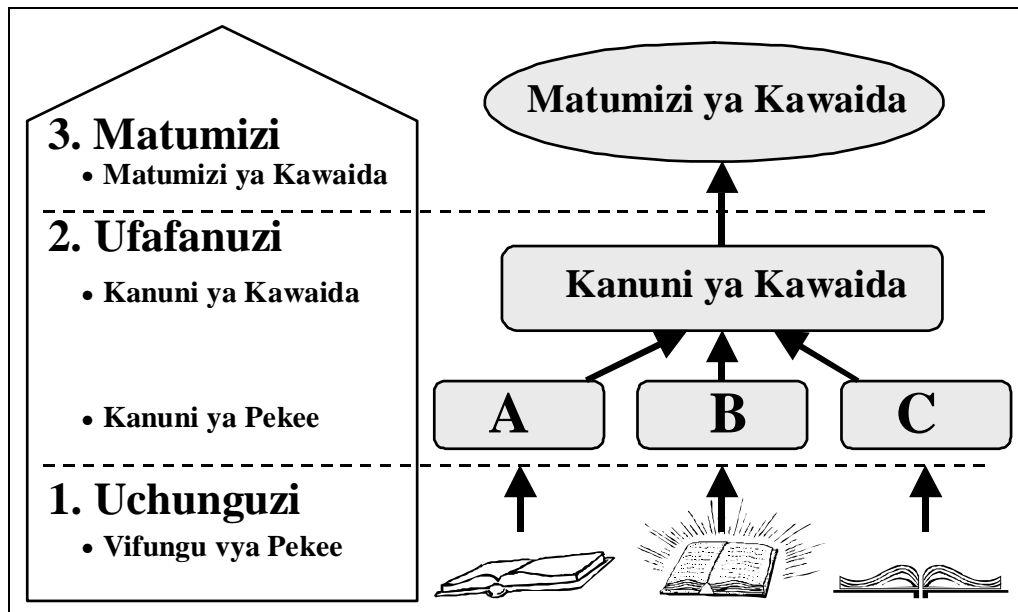 3. Matumizi
• Matumizi ya Kawaida
2. Ufafanuzi
• Kanuni ya Kawaida
• Kanuni ya Pekee
1. Uchunguzi
• Vifungu vya Pekee
Matumizi ya Kawaida
Kanuni ya Kawaida
A
B
C